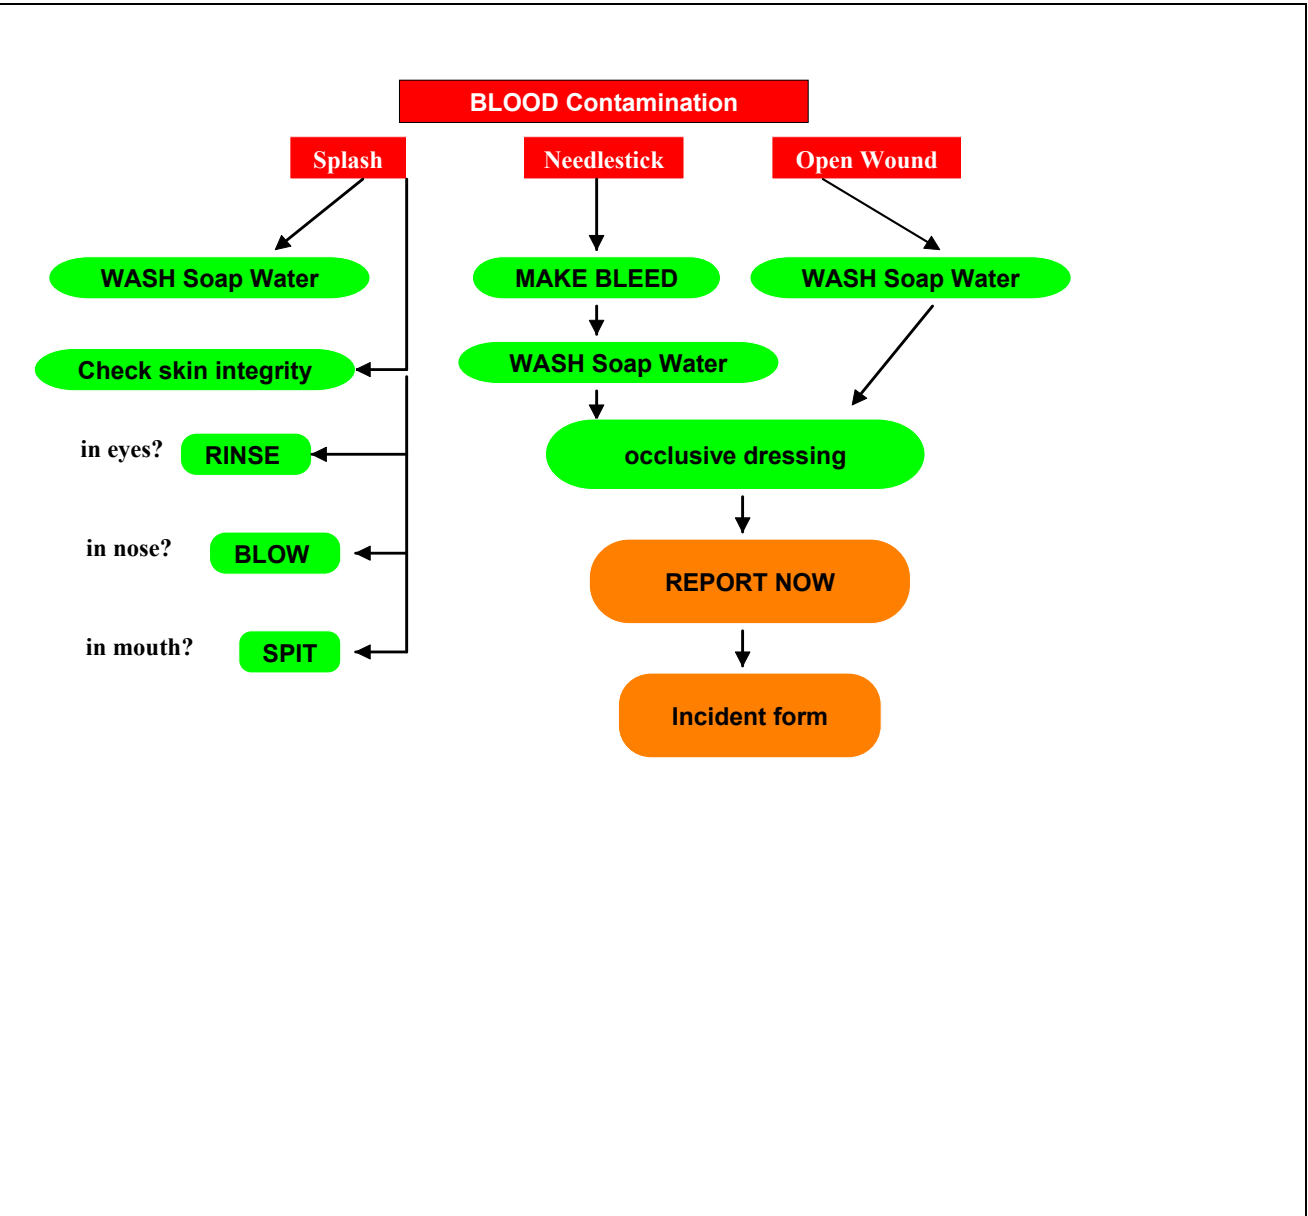 BLOOD Contamination
Splash
Needlestick
Open Wound
WASH Soap Water
MAKE BLEED
WASH Soap Water
Check skin integrity
WASH Soap Water
in eyes?
RINSE
occlusive dressing
in nose?
BLOW
REPORT NOW
in mouth?
SPIT
Incident form